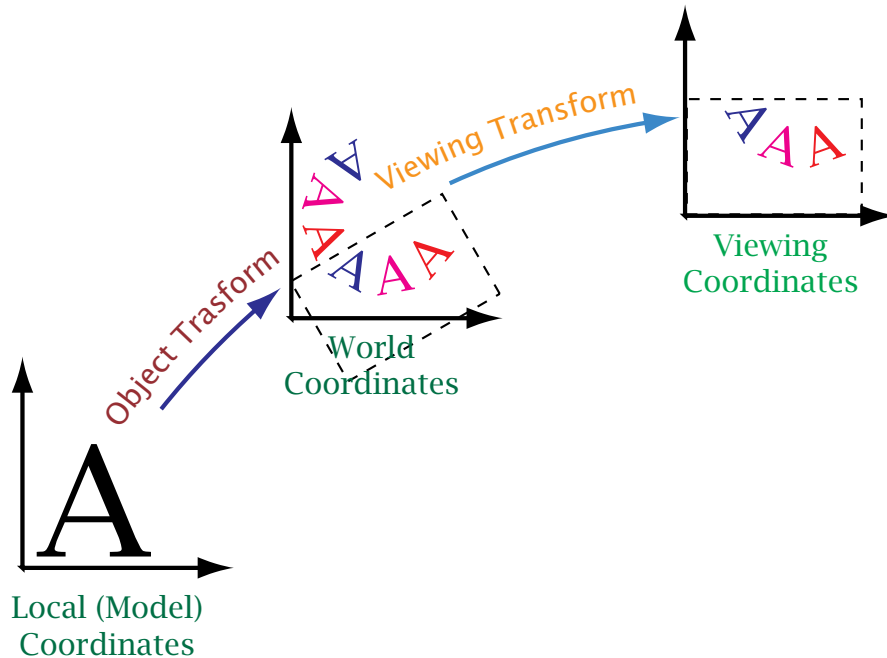 Viewing Transform
Viewing
Coordinates
A
A
A
A
A
A
A
A
A
Object Trasform
World
Coordinates
A
Local (Model)
Coordinates